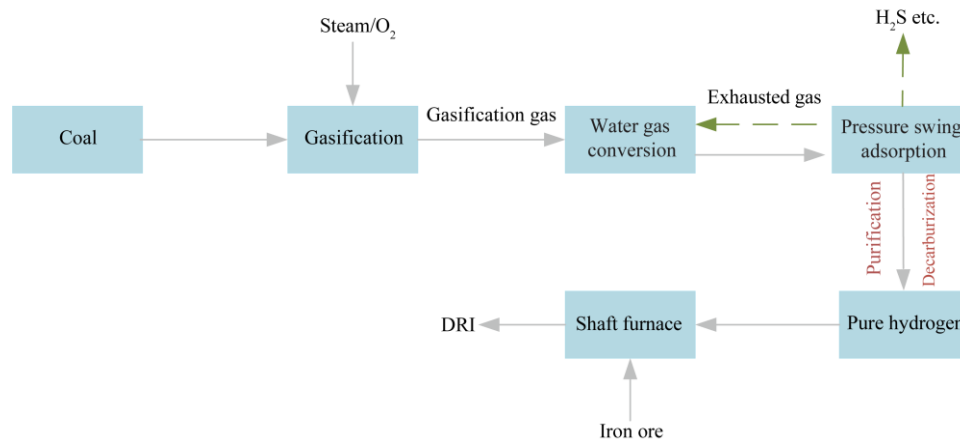 Steam/O₂
H₂S etc.
Coal
Gasification
Gasification gas
Water gas
conversion
Exhausted gas
Pressure swing
adsorption
Purification
Decarburization
DRI
Shaft furnace
Pure hydrogen
Iron ore